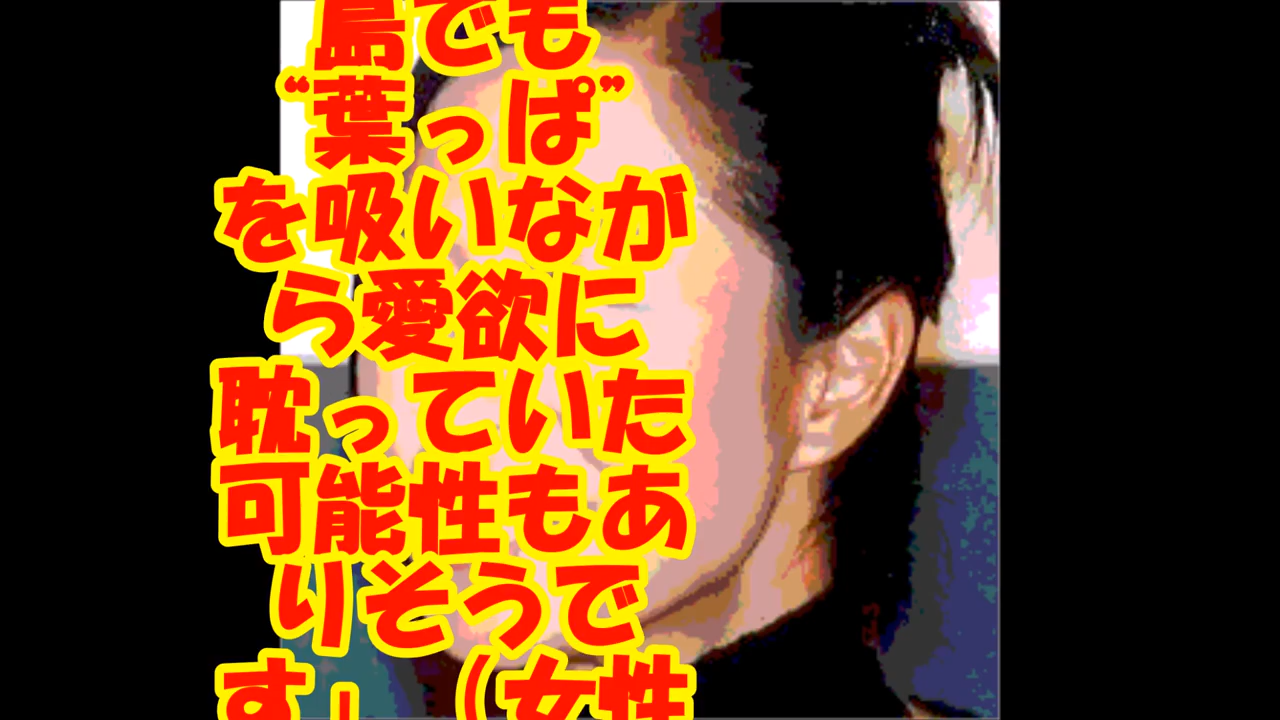 島でも
“葉っぱ”
を吸いなが
ら愛欲に
耽っていた
可能性もあ
りそうで
す」（女性